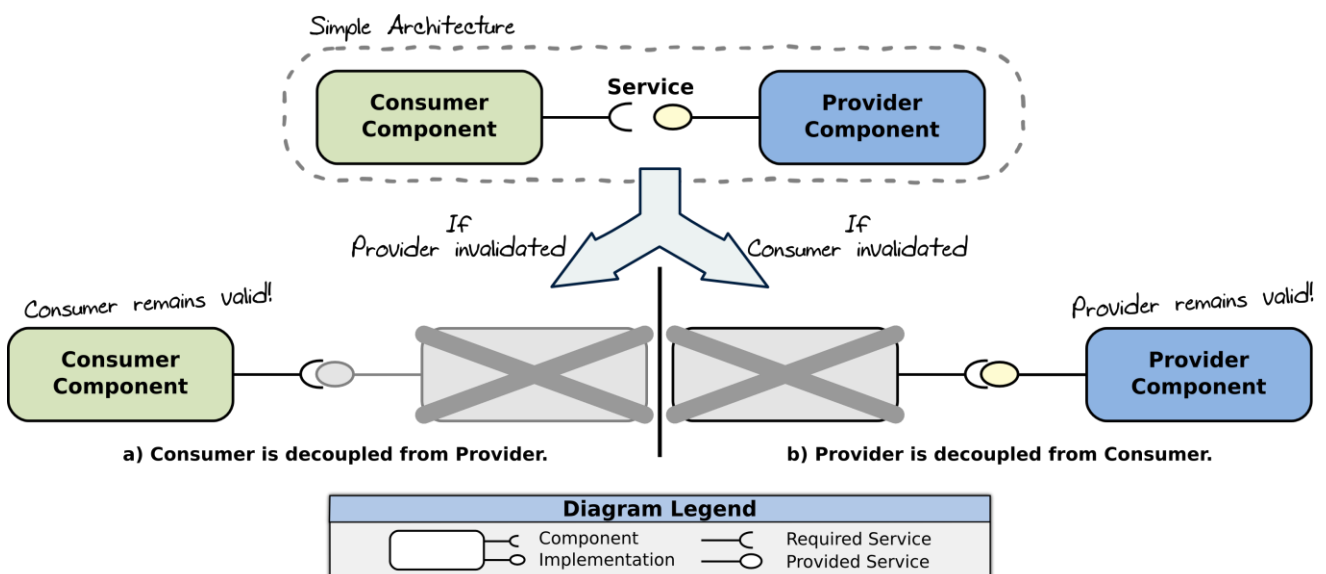 Simple Architecture
Consumer
Component
Service
Provider
Component
If
Provider invalidated
If
Consumer invalidated
Consumer remains valid!
Provider remains valid!
Consumer
Component
Provider
Component
a) Consumer is decoupled from Provider.
b) Provider is decoupled from Consumer.
Diagram Legend
Component
Implementation
Required Service
Provided Service